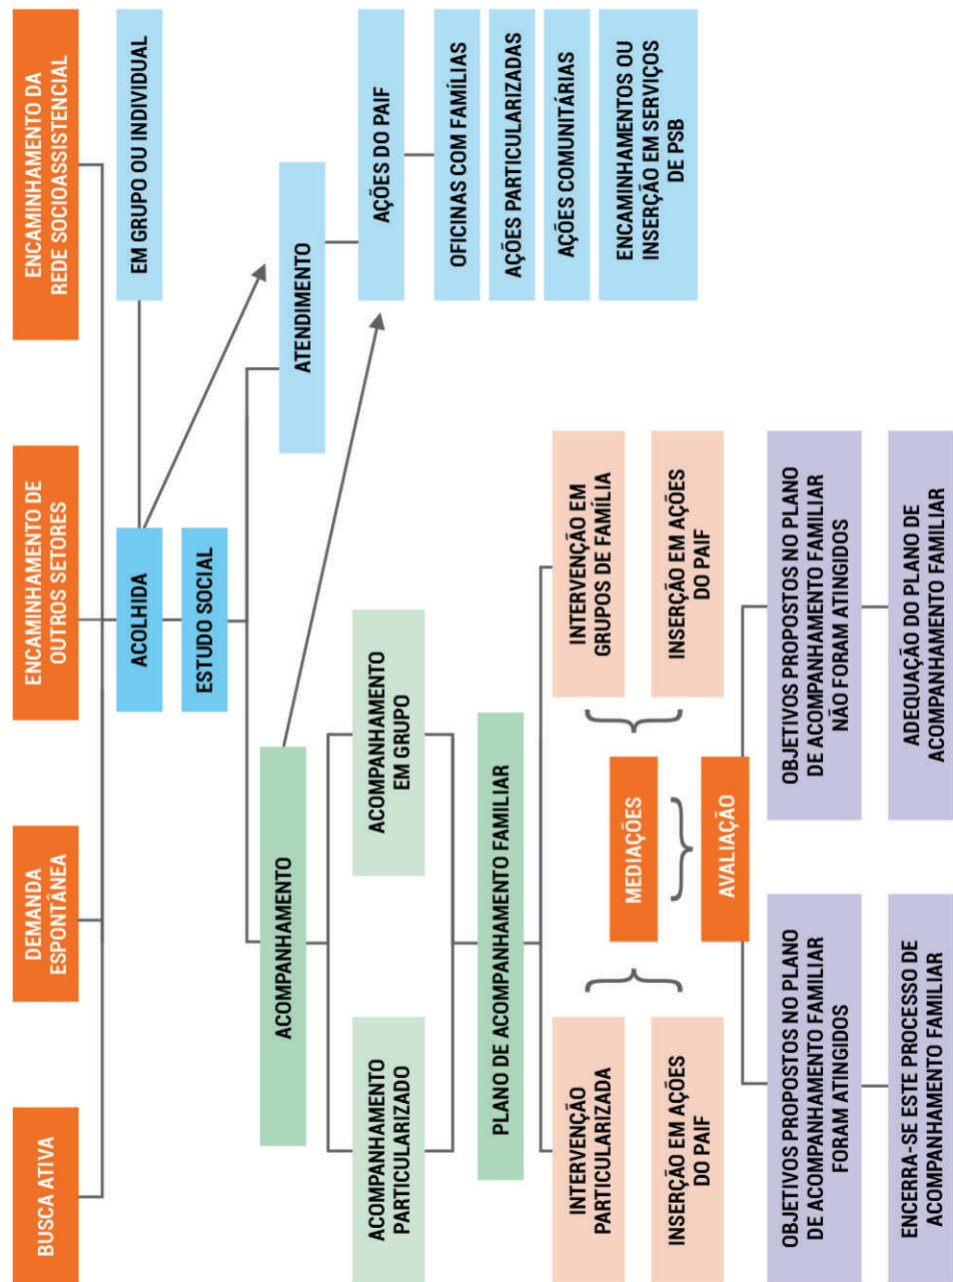 BUSCA ATIVA
DEMANDA
ESPONTÂNEA
ENCAMINHAMENTO DE
OUTROS SETORES
ENCAMINHAMENTO DA
REDE SOCIOASSISTENCIAL
ACOLHIDA
EM GRUPO OU INDIVIDUAL
ESTUDO SOCIAL
ACOMPANHAMENTO
ATENDIMENTO
ACOMPANHAMENTO
PARTICULARIZADO
ACOMPANHAMENTO
EM GRUPO
AÇÕES DO PAIF
OFICINAS COM FAMÍLIAS
AÇÕES PARTICULARIZADAS
AÇÕES COMUNITÁRIAS
ENCAMINHAMENTOS OU
INSERÇÃO EM SERVIÇOS
DE PSB
PLANO DE ACOMPANHAMENTO FAMILIAR
INTERVENÇÃO
PARTICULARIZADA
INTERVENÇÃO EM
GRUPOS DE FAMÍLIA
INSERÇÃO EM AÇÕES
DO PAIF
MEDIAÇÕES
INSERÇÃO EM AÇÕES
DO PAIF
AVALIAÇÃO
OBJETIVOS PROPOSTOS NO PLANO
DE ACOMPANHAMENTO FAMILIAR
FORAM ATINGIDOS
OBJETIVOS PROPOSTOS NO PLANO
DE ACOMPANHAMENTO FAMILIAR
NÃO FORAM ATINGIDOS
ENCERRA-SE ESTE PROCESSO DE
ACOMPANHAMENTO FAMILIAR
ADEQUAÇÃO DO PLANO DE
ACOMPANHAMENTO FAMILIAR